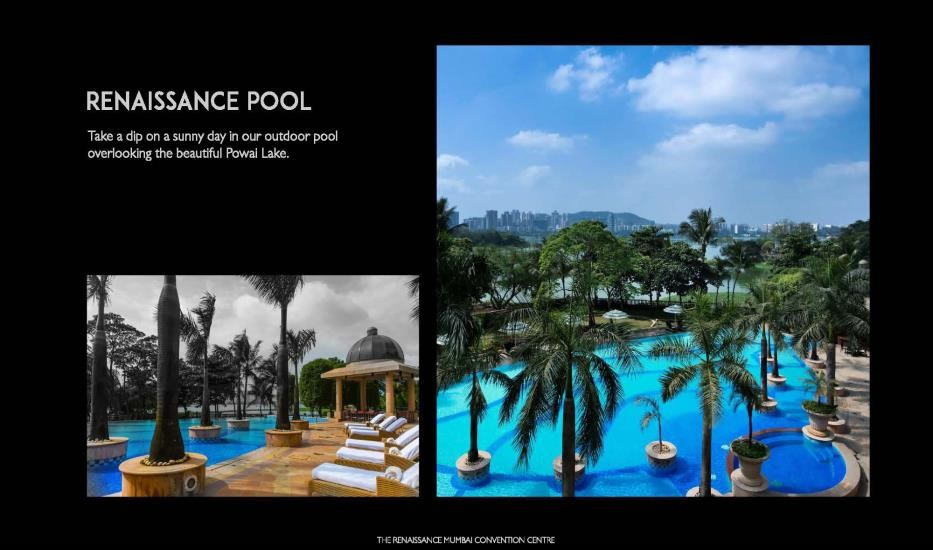 RENAISSANCE POOL
Take a dip on a sunny day in our outdoor pool
overlooking the beautiful Powai Lake.
THE RENAISSANCE MUMBAI CONVENTION CENTRE